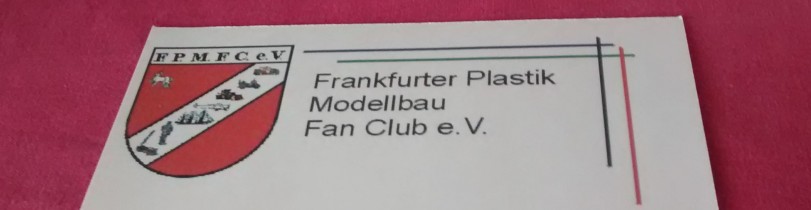 F P M F C e.V.
Frankfurter Plastik
Modellbau
Fan Club e.V.